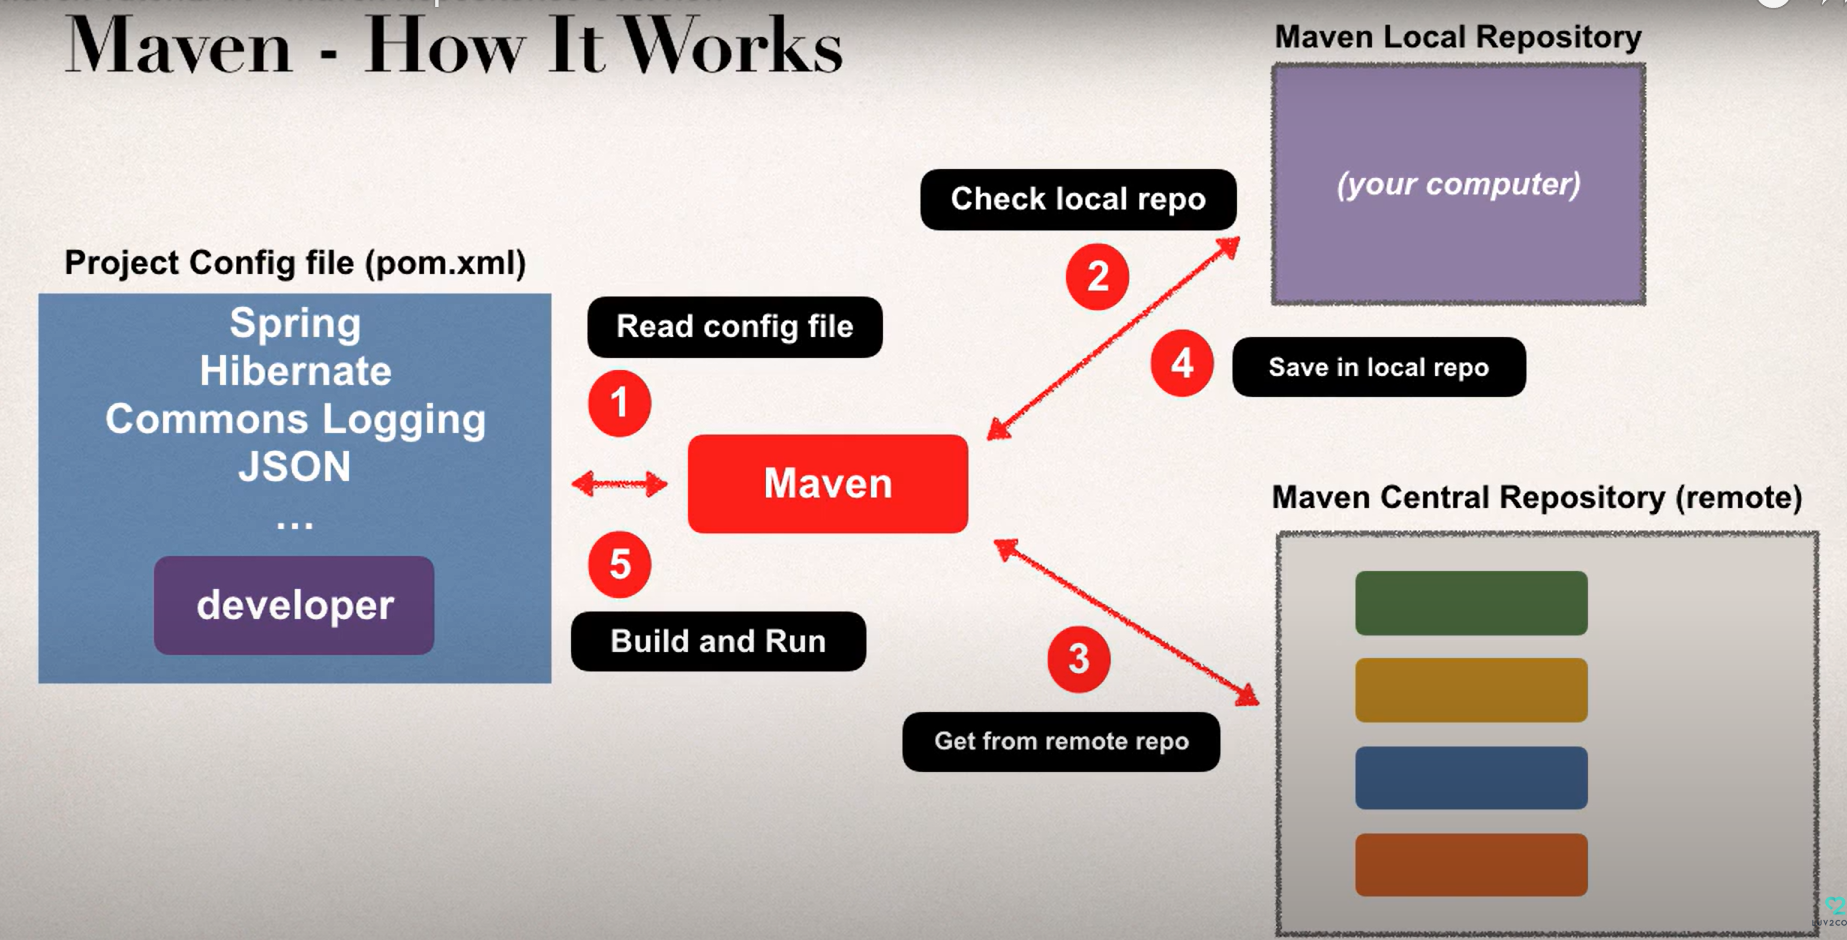 Maven - How It Works
Maven Local Repository
(your computer)
Check local repo
2
4
Save in local repo
Project Config file (pom.xml)
Spring
Hibernate
Commons Logging
JSON
...
developer
Read config file
1
Maven
5
Build and Run
3
Get from remote repo
Maven Central Repository (remote)